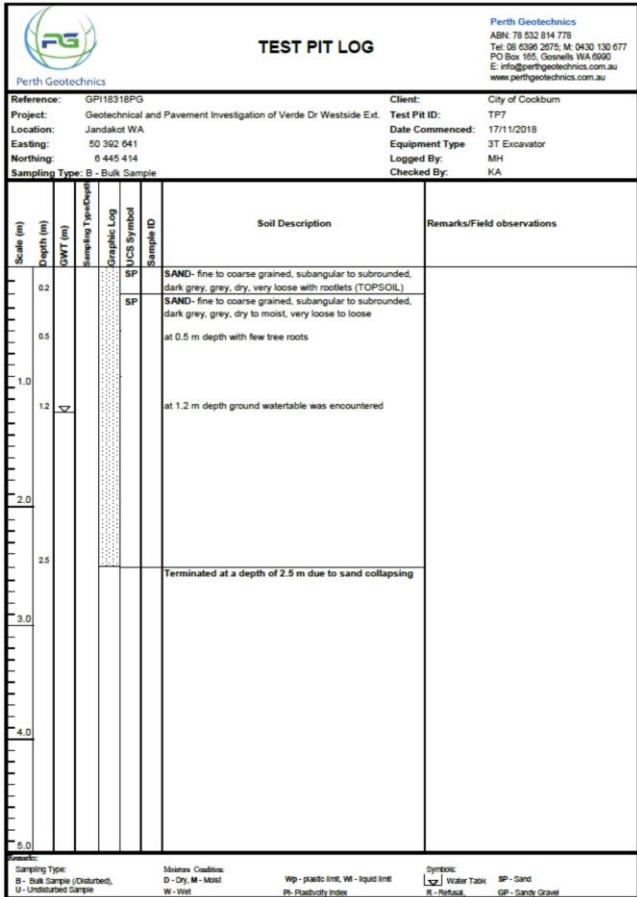 PG
Perth Geotechnics
TEST PIT LOG
Perth Geotechnics
ABN: 78 532 814 778
Tel: 08 6396 2675; M: 0430 130 677
PO Box 165, Gosnells WA 6990
E: info@perthgeotechnics.com.au
www.perthgeotechnics.com.au
Reference: GPI18318PG Client: City of Cockburn
Project: Geotechnical and Pavement Investigation of Verde Dr Westside Ext. Test Pit ID: TP7
Location: Jandakot WA Date Commenced: 17/11/2018
Easting: 50 392 641 Equipment Type 3T Excavator
Northing: 6 445 414 Logged By: MH
Sampling Type: B - Bulk Sample Checked By: KA
Scale (m) Depth (m) GWT (m) Sampling Type/Depth Graphic Log UCS Symbol Sample ID Soil Description Remarks/Field observations
SP SAND- fine to coarse grained, subangular to subrounded,
0.2 dark grey, grey, dry, very loose with rootlets (TOPSOIL)
SP SAND- fine to coarse grained, subangular to subrounded,
dark grey, grey, dry to moist, very loose to loose
0.5 at 0.5 m depth with few tree roots
1.0
1.2 at 1.2 m depth ground watertable was encountered
2.0
2.5
Terminated at a depth of 2.5 m due to sand collapsing
3.0
4.0
5.0
Remarks:
Sampling Type: Moisture Condition: Symbols:
B - Bulk Sample (/Disturbed), D - Dry, M - Moist Wp - plastic limit, Wl - liquid limit Water Table SP - Sand
U - Undisturbed Sample W - Wet PI- Plastivity Index R - Refusal, GP - Sandy Gravel